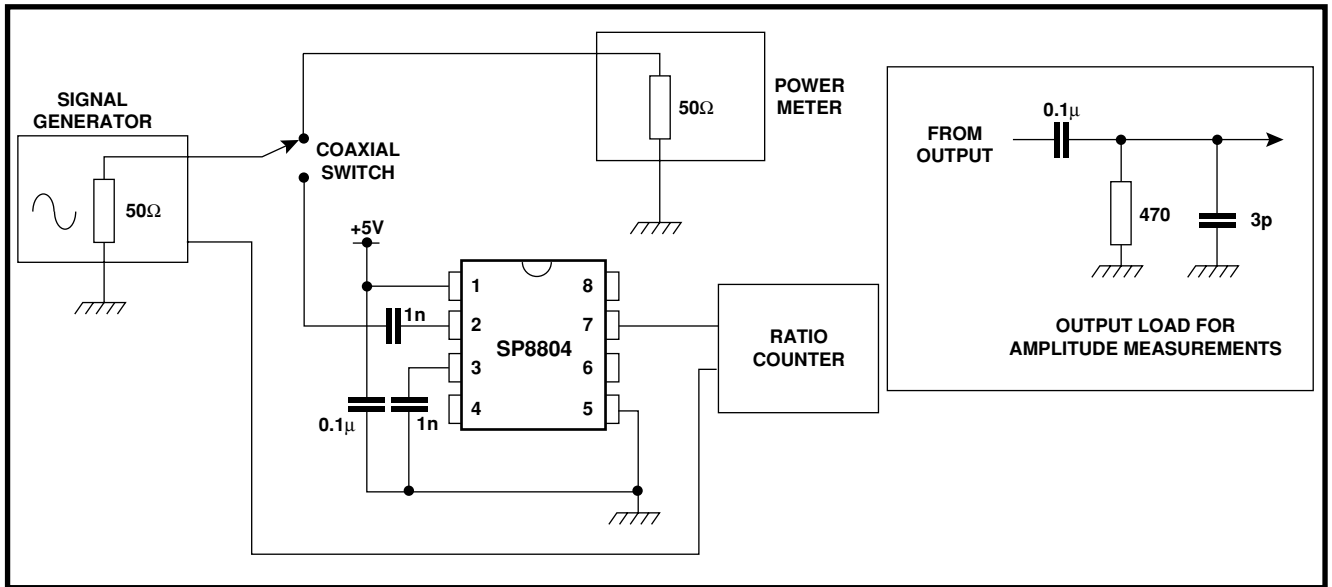 SIGNAL
GENERATOR
50Ω
COAXIAL
SWITCH
50Ω
POWER
METER
+5V
1n
0.1μ
1n
1
2
3
4
SP8804
8
7
6
5
RATIO
COUNTER
FROM
OUTPUT
0.1μ
470
3p
OUTPUT LOAD FOR
AMPLITUDE MEASUREMENTS